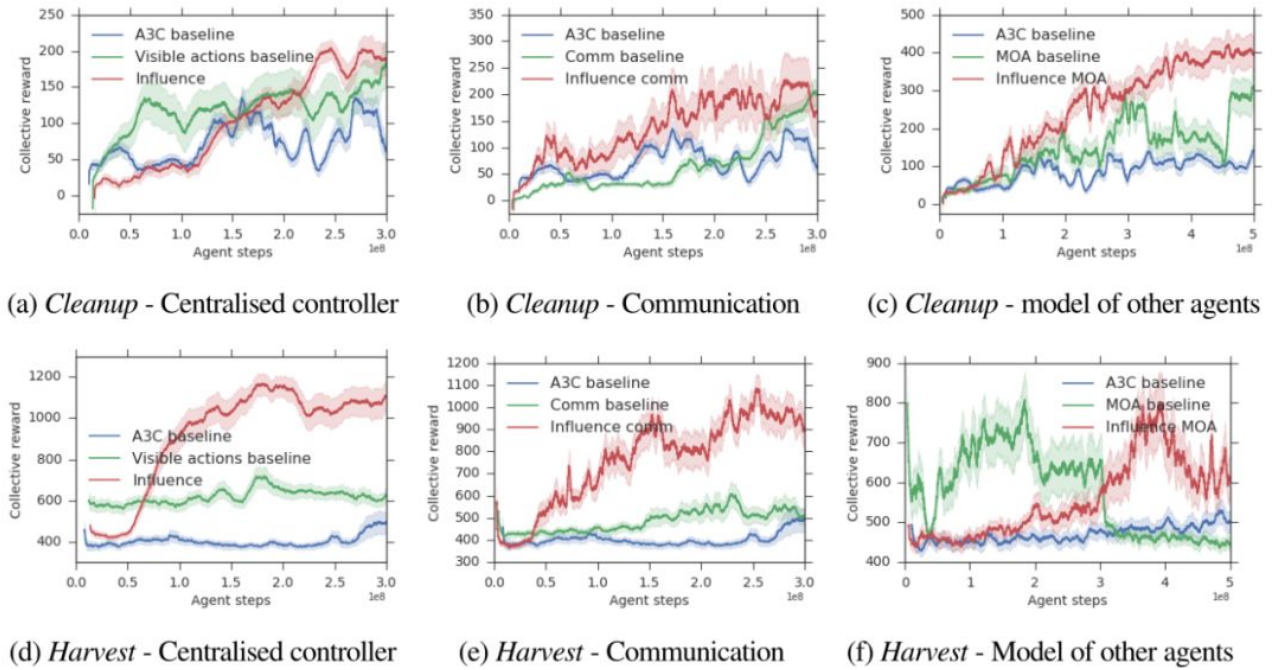 A3C baseline
Visible actions baseline
Influence
Collective reward
250
200
150
100
50
0
0.0 0.5 1.0 1.5 2.0 2.5 3.0
Agent steps 1e8
(a) Cleanup - Centralised controller
A3C baseline
Comm baseline
Influence comm
Collective reward
350
300
250
200
150
100
50
0
0.0 0.5 1.0 1.5 2.0 2.5 3.0
Agent steps 1e8
(b) Cleanup - Communication
A3C baseline
MOA baseline
Influence MOA
Collective reward
500
400
300
200
100
0
0 1 2 3 4 5
Agent steps 1e8
(c) Cleanup - model of other agents
A3C baseline
Visible actions baseline
Influence
Collective reward
1200
1000
800
600
400
0.0 0.5 1.0 1.5 2.0 2.5 3.0
Agent steps 1e8
(d) Harvest - Centralised controller
A3C baseline
Comm baseline
Influence comm
Collective reward
1200
1100
1000
900
800
700
600
500
400
300
0.0 0.5 1.0 1.5 2.0 2.5 3.0
Agent steps 1e8
(e) Harvest - Communication
A3C baseline
MOA baseline
Influence MOA
Collective reward
900
800
700
600
500
400
0 1 2 3 4 5
Agent steps 1e8
(f) Harvest - Model of other agents